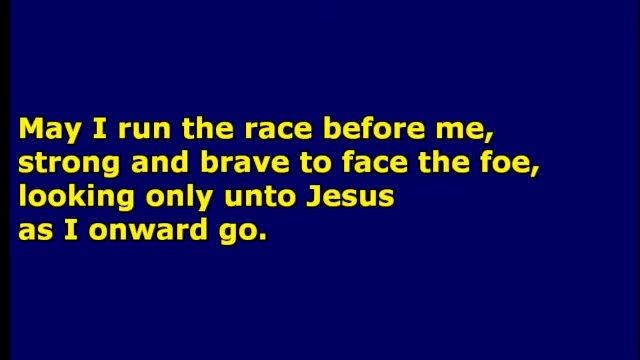 May I run the race before me,
strong and brave to face the foe,
looking only unto Jesus
as I onward go.